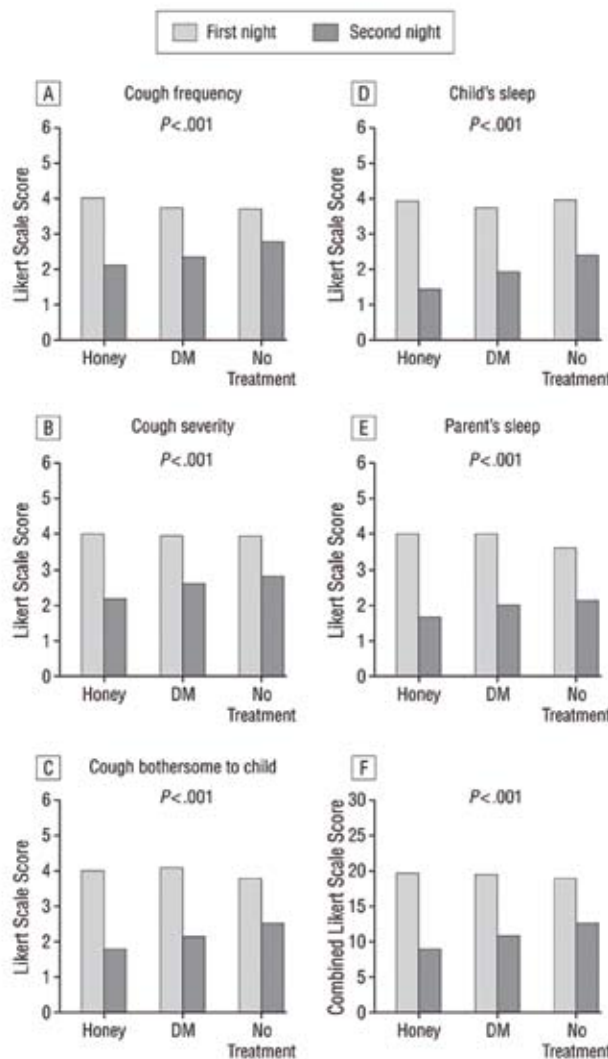 First night Second night
A Cough frequency
P<.001
Likert Scale Score
6
5
4
3
2
1
0
Honey DM No
Treatment
D Child's sleep
P<.001
Likert Scale Score
6
5
4
3
2
1
0
Honey DM No
Treatment
B Cough severity
P<.001
Likert Scale Score
6
5
4
3
2
1
0
Honey DM No
Treatment
E Parent's sleep
P<.001
Likert Scale Score
6
5
4
3
2
1
0
Honey DM No
Treatment
C Cough bothersome to child
P<.001
Likert Scale Score
6
5
4
3
2
1
0
Honey DM No
Treatment
F
P<.001
Combined Likert Scale Score
30
25
20
15
10
5
0
Honey DM No
Treatment